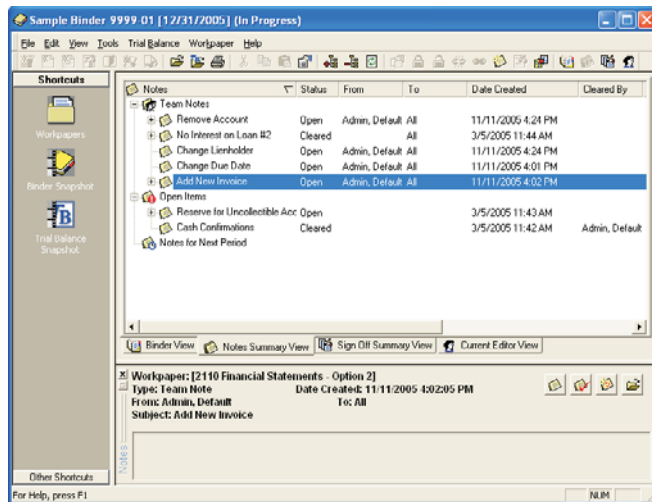 Sample Binder 9999-01 [12/31/2005] (In Progress)
File Edit View Tools Trial Balance Workpaper Help
Shortcuts
Workpapers
Binder Snapshot
Trial Balance
Snapshot
Other Shortcuts
Notes Status From To Date Created Cleared By
Team Notes
Remove Account Open Admin, Default All 11/11/2005 4:24 PM
No Interest on Loan #2 Cleared All 3/5/2005 11:44 AM
Change Lienholder Open Admin, Default All 11/11/2005 4:24 PM
Change Due Date Open Admin, Default All 11/11/2005 4:01 PM
Add New Invoice Open Admin, Default All 11/11/2005 4:02 PM
Open Items
Reserve for Uncollectible Acc Open 3/5/2005 11:43 AM
Cash Confirmations Cleared 3/5/2005 11:42 AM Admin, Default
Notes for Next Period
Binder View Notes Summary View Sign Off Summary View Current Editor View
Workpaper: [2110 Financial Statements - Option 2]
Type: Team Note Date Created: 11/11/2005 4:02:05 PM
From: Admin, Default To: All
Subject: Add New Invoice
Notes
For Help, press F1 NUM